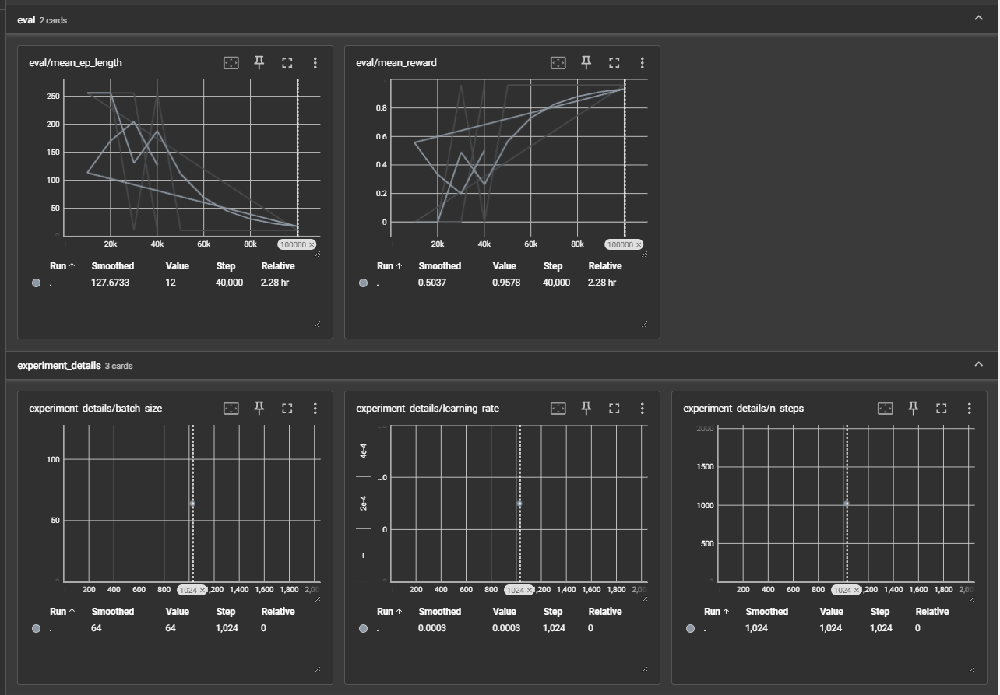 eval 2 cards
eval/mean_ep_length
250
200
150
100
50
20k 40k 60k 80k 100000 ×
Run ↑ Smoothed Value Step Relative
. 127.6733 12 40,000 2.28 hr
eval/mean_reward
0.8
0.6
0.4
0.2
0
20k 40k 60k 80k 100000 ×
Run ↑ Smoothed Value Step Relative
. 0.5037 0.9578 40,000 2.28 hr
experiment_details 3 cards
experiment_details/batch_size
100
50
200 400 600 800 1024 × ,200 1,400 1,600 1,800 2,00
Run ↑ Smoothed Value Step Relative
. 64 64 1,024 0
experiment_details/learning_rate
4e-4
...0
2e-4
...0
200 400 600 800 1024 × ,200 1,400 1,600 1,800 2,00
Run ↑ Smoothed Value Step Relative
. 0.0003 0.0003 1,024 0
experiment_details/n_steps
2000
1500
1000
500
200 400 600 800 1024 × ,200 1,400 1,600 1,800 2,00
Run ↑ Smoothed Value Step Relative
. 1,024 1,024 1,024 0